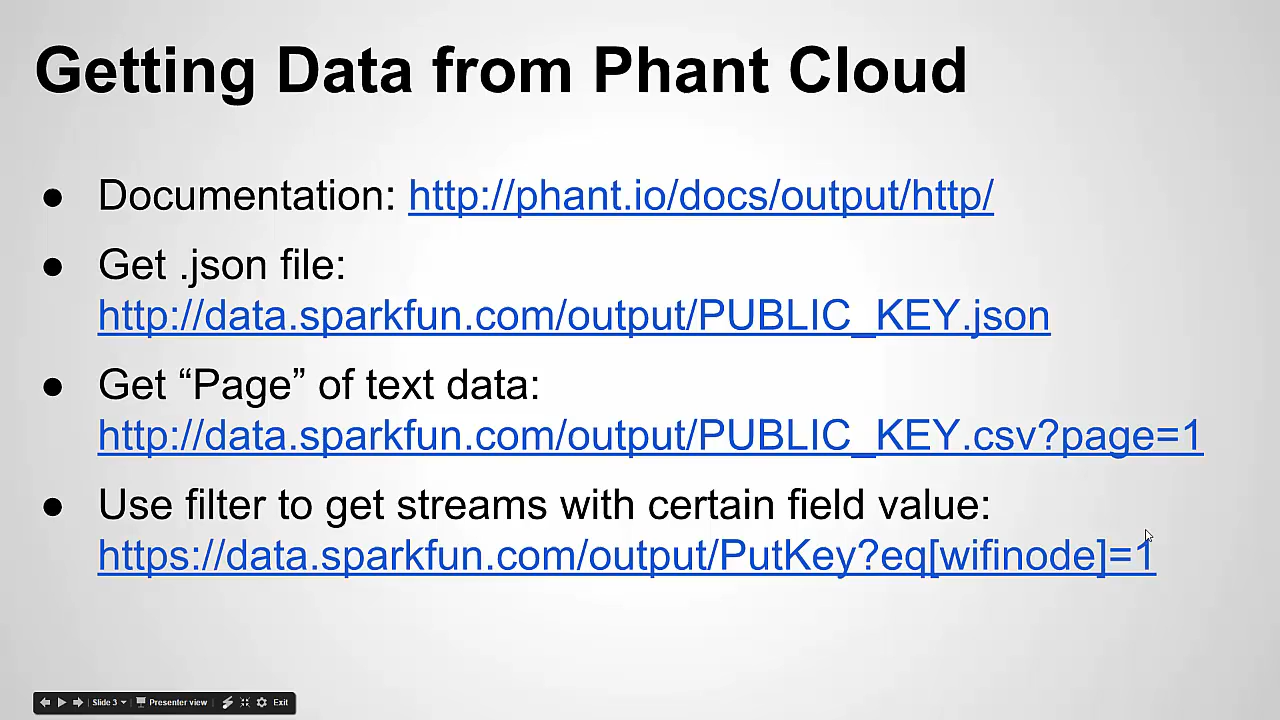 Getting Data from Phant Cloud
● Documentation: http://phant.io/docs/output/http/
● Get .json file:
http://data.sparkfun.com/output/PUBLIC_KEY.json
● Get “Page” of text data:
http://data.sparkfun.com/output/PUBLIC_KEY.csv?page=1
● Use filter to get streams with certain field value:
https://data.sparkfun.com/output/PutKey?eq[wifinode]=1
Slide 3 Presenter view Exit